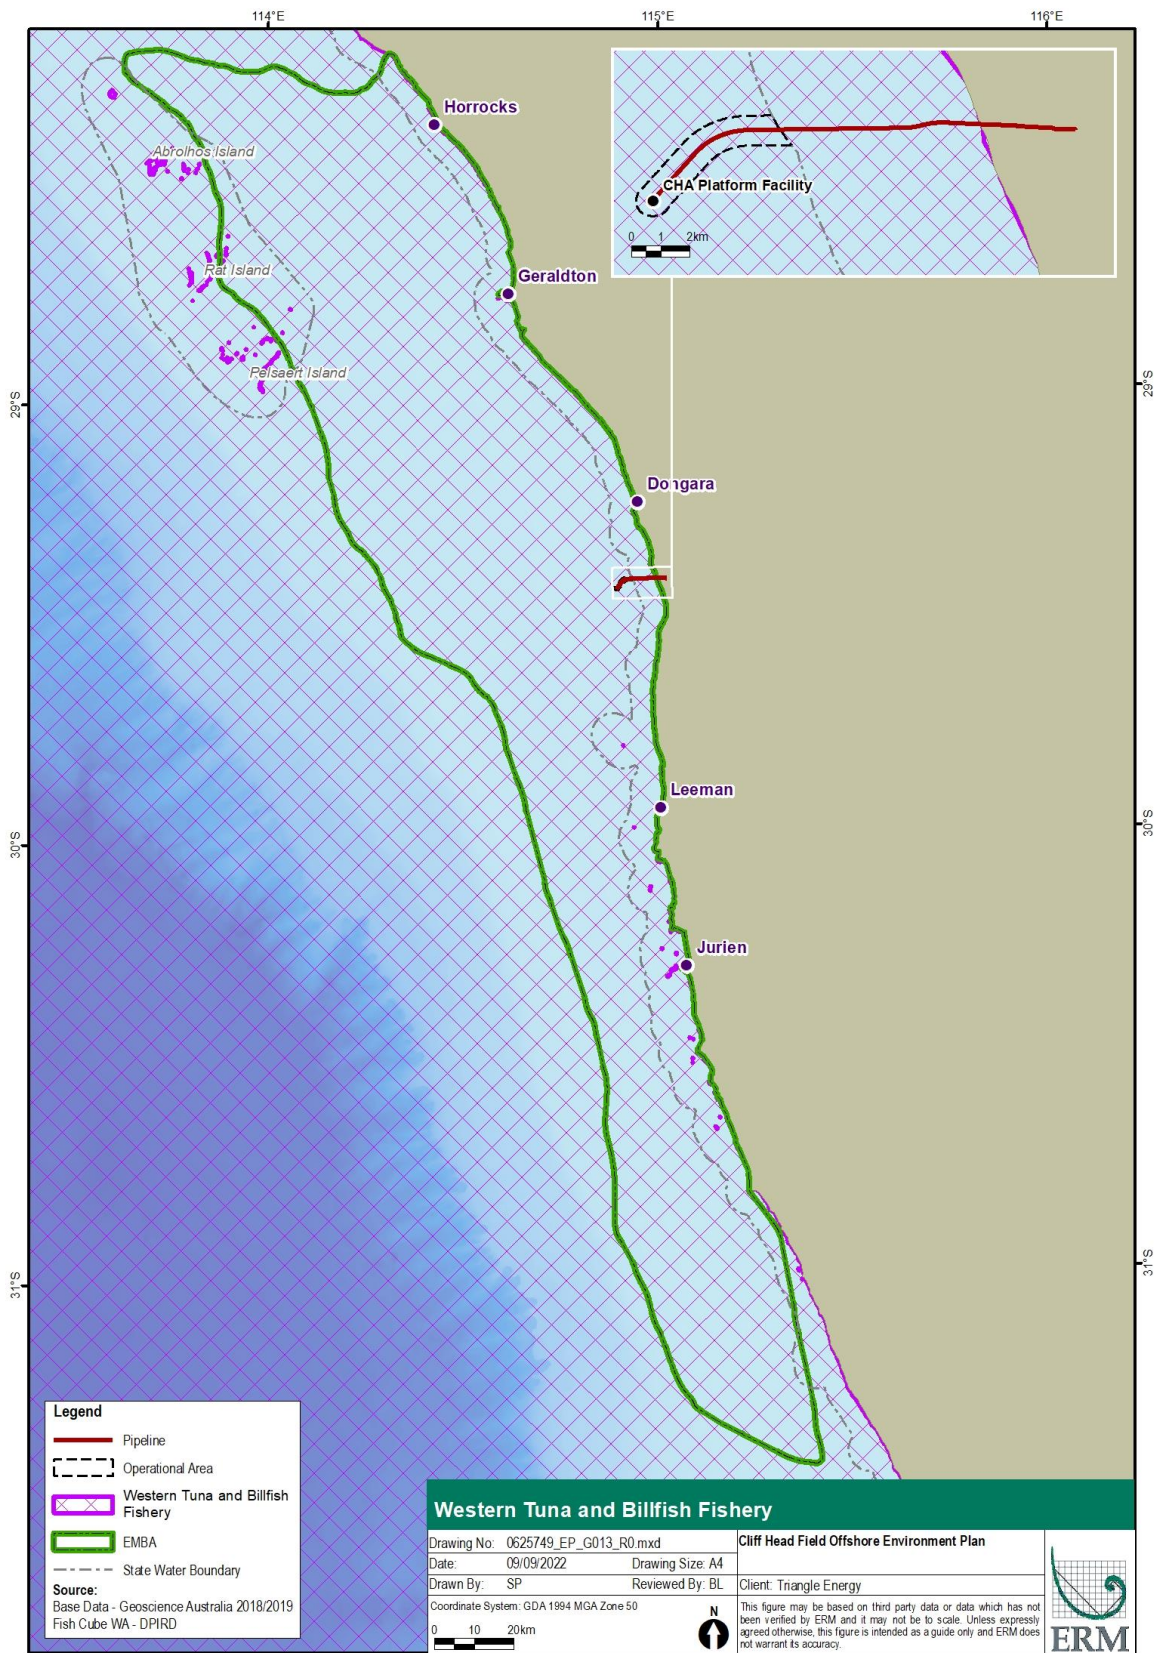 114°E
115°E
116°E
Horrocks
Abrolhos Island
CHA Platform Facility
0 1 2km
Rat Island
Geraldton
Pelsaert Island
29°S
29°S
Dongara
Leeman
30°S
30°S
Jurien
31°S
31°S
Legend
Pipeline
Operational Area
Western Tuna and Billfish
Fishery
EMBA
State Water Boundary
Source:
Base Data - Geoscience Australia 2018/2019
Fish Cube WA - DPIRD
Western Tuna and Billfish Fishery
Drawing No: 0625749_EP_G013_R0.mxd
Date: 09/09/2022 Drawing Size: A4
Drawn By: SP Reviewed By: BL
Coordinate System: GDA 1994 MGA Zone 50
0 10 20km
N
Cliff Head Field Offshore Environment Plan
Client: Triangle Energy
This figure may be based on third party data or data which has not
been verified by ERM and it may not be to scale. Unless expressly
agreed otherwise, this figure is intended as a guide only and ERM does
not warrant its accuracy.
ERM